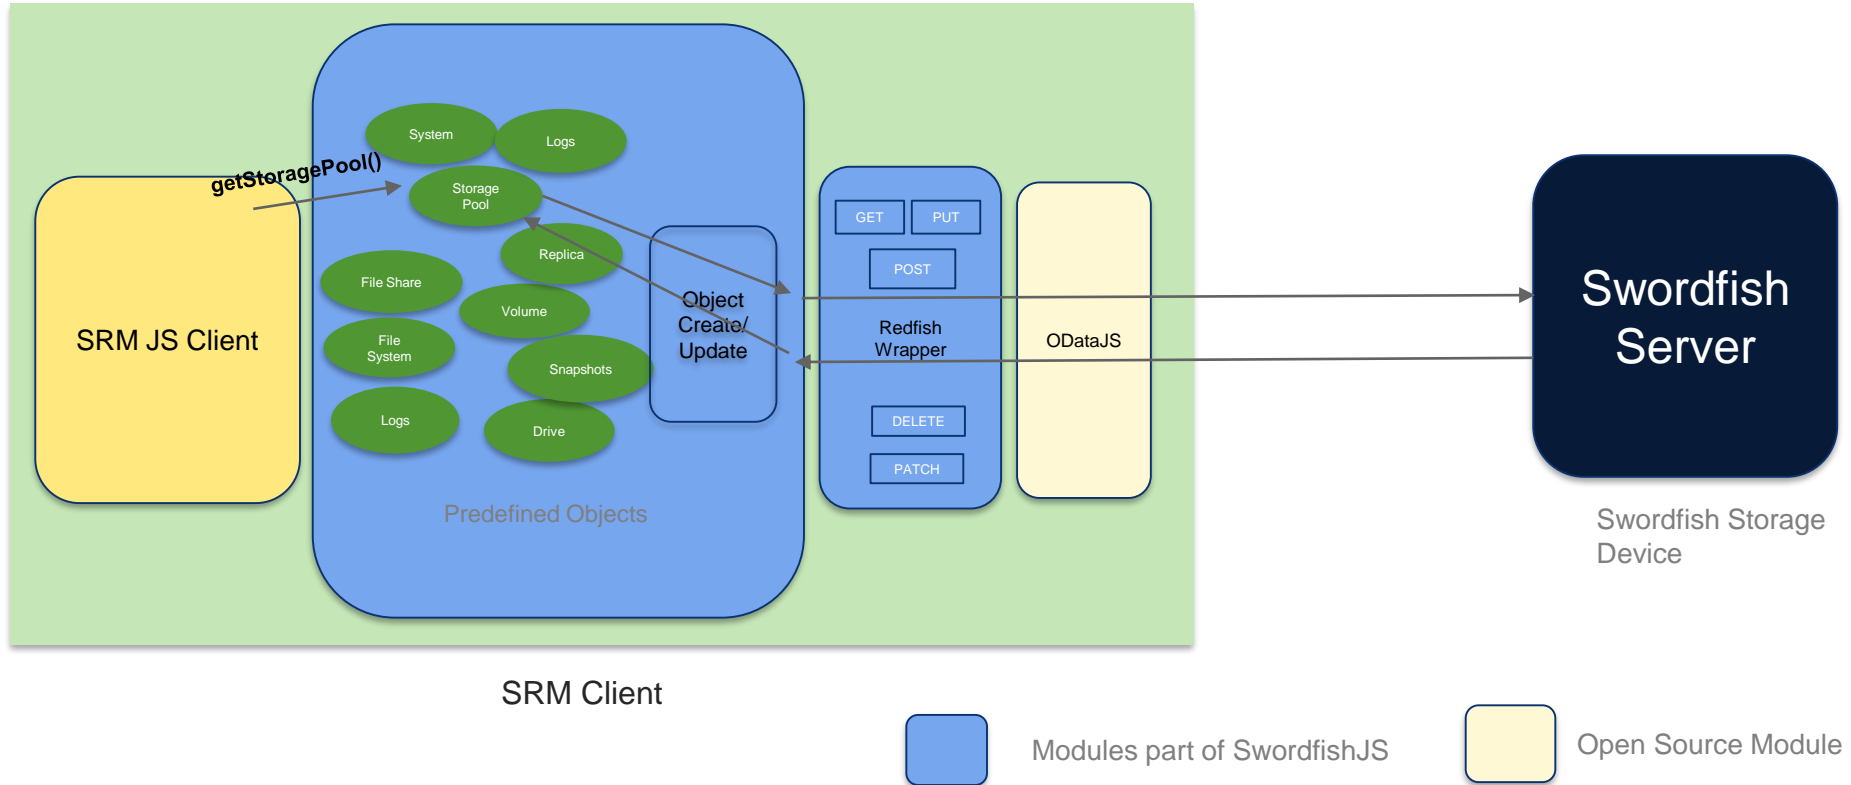 System
Logs
getStoragePool()
Storage
Pool
Replica
File Share
Volume
File
System
Snapshots
Logs
Drive
Object
Create/
Update
Predefined Objects
SRM JS Client
GET
PUT
POST
Redfish
Wrapper
DELETE
PATCH
ODataJS
Swordfish
Server
Swordfish Storage
Device
SRM Client
Modules part of SwordfishJS
Open Source Module